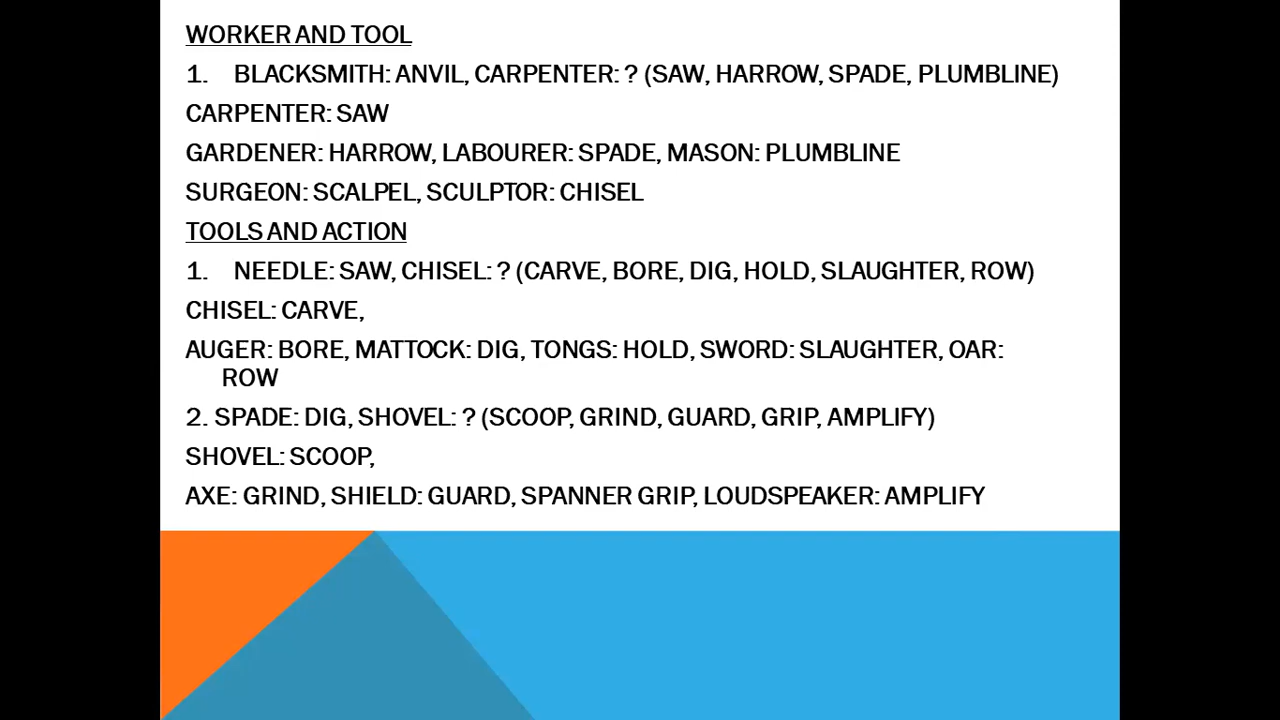 WORKER AND TOOL
1. BLACKSMITH: ANVIL, CARPENTER: ? (SAW, HARROW, SPADE, PLUMBLINE)
CARPENTER: SAW
GARDENER: HARROW, LABOURER: SPADE, MASON: PLUMBLINE
SURGEON: SCALPEL, SCULPTOR: CHISEL
TOOLS AND ACTION
1. NEEDLE: SAW, CHISEL: ? (CARVE, BORE, DIG, HOLD, SLAUGHTER, ROW)
CHISEL: CARVE,
AUGER: BORE, MATTOCK: DIG, TONGS: HOLD, SWORD: SLAUGHTER, OAR:
ROW
2. SPADE: DIG, SHOVEL: ? (SCOOP, GRIND, GUARD, GRIP, AMPLIFY)
SHOVEL: SCOOP,
AXE: GRIND, SHIELD: GUARD, SPANNER GRIP, LOUDSPEAKER: AMPLIFY